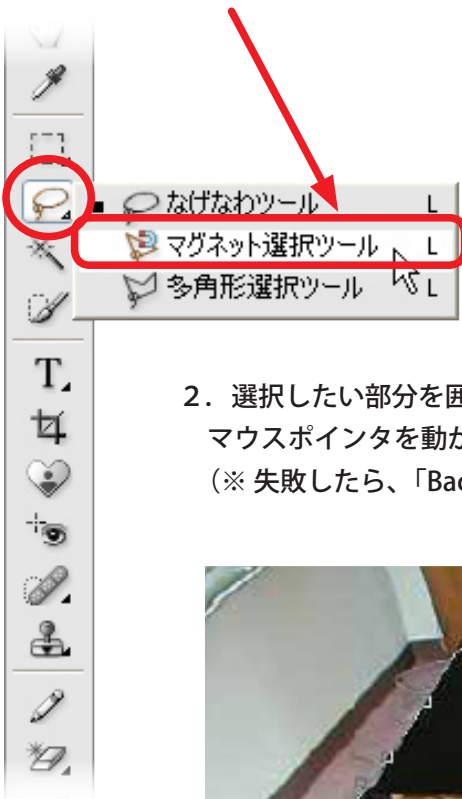 なげなわツール L
マグネット選択ツール L
多角形選択ツール L
T
2. 選択したい部分を囲
マウスポインタを動か
(※ 失敗したら、「Bac